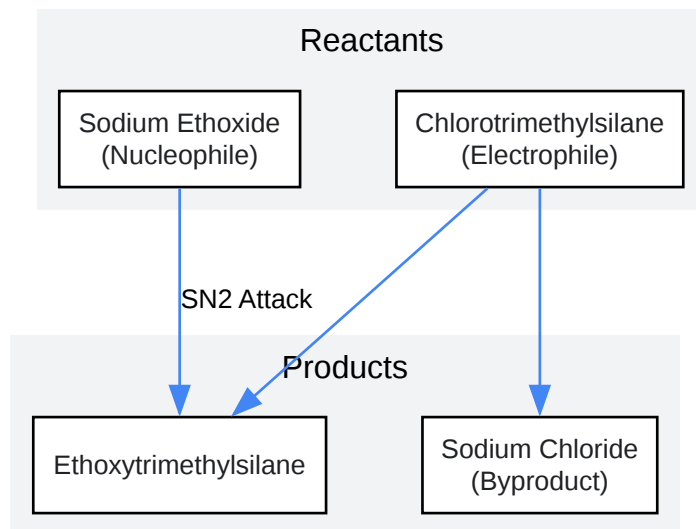 Reactants
Sodium Ethoxide
(Nucleophile)
Chlorotrimethylsilane
(Electrophile)
SN2 Attack
Products
Ethoxytrimethylsilane
Sodium Chloride
(Byproduct)